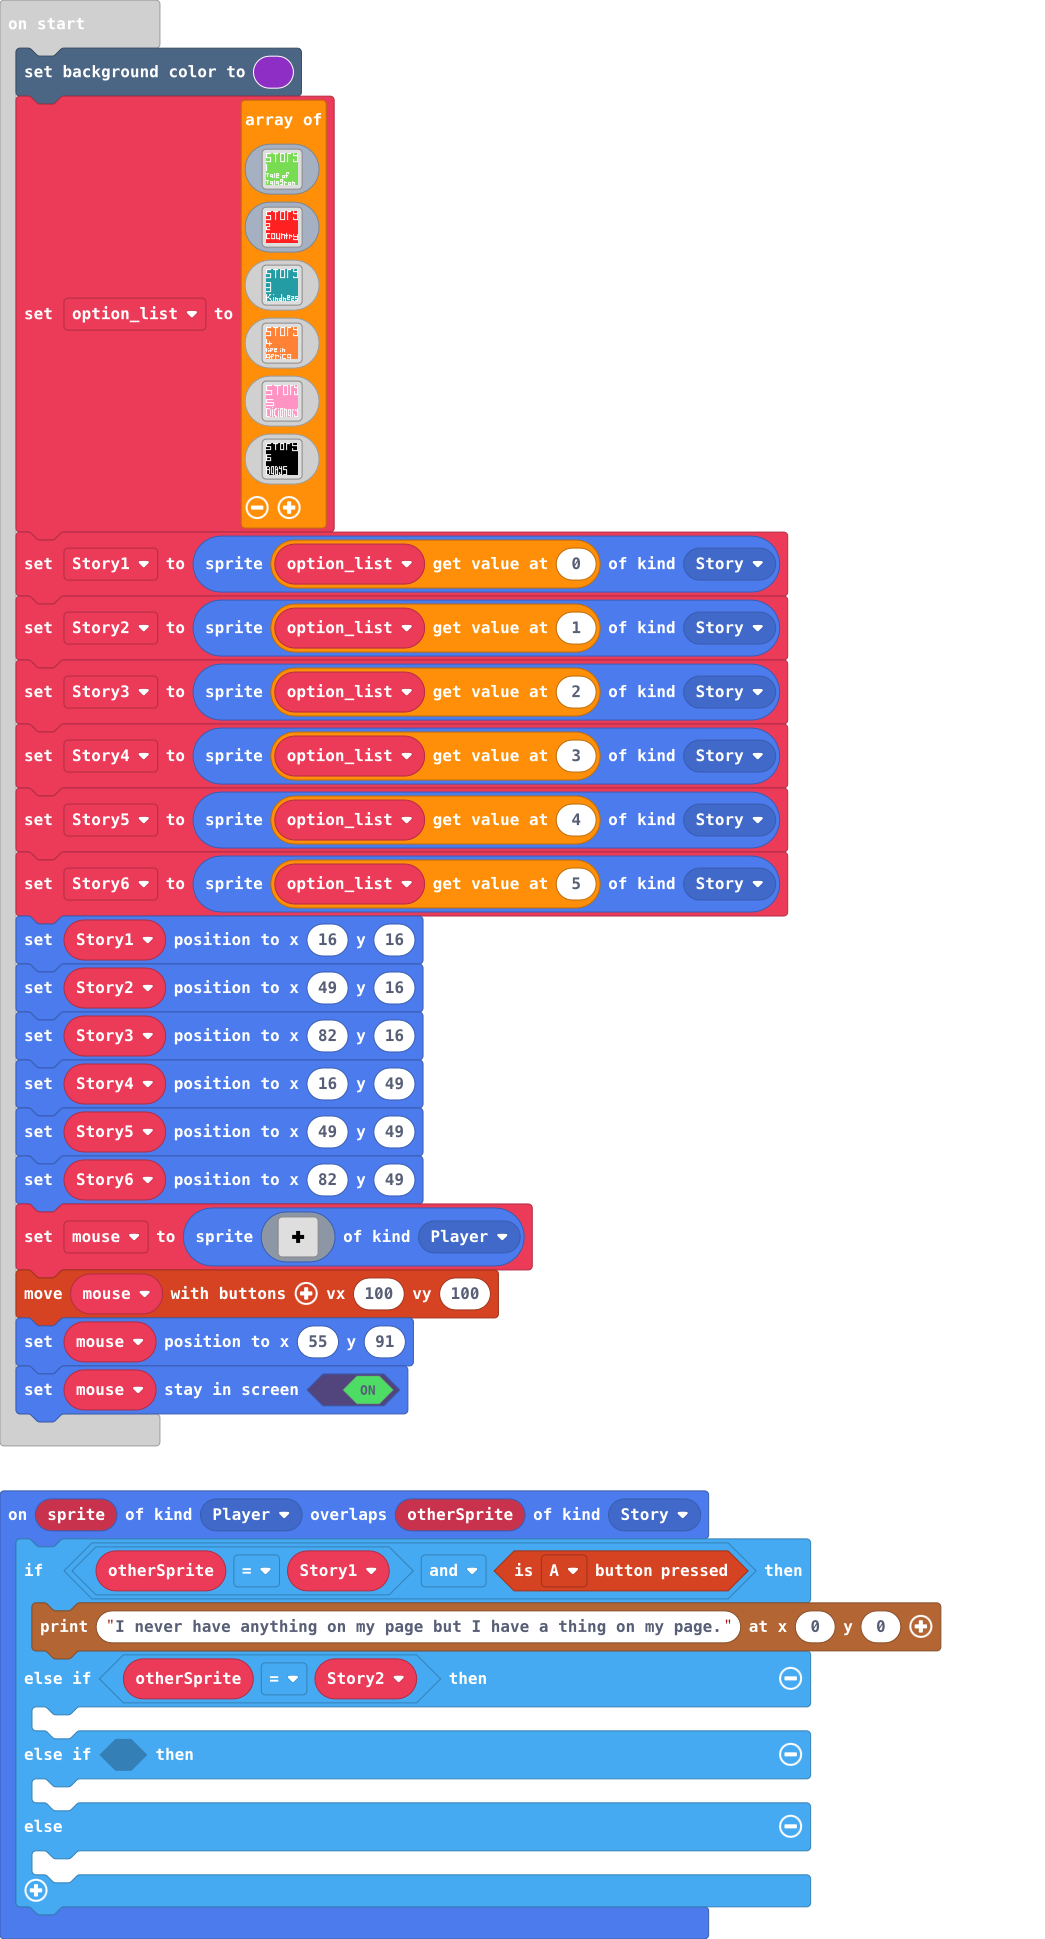 on start
set background color to
array of
STORY
Tale of
STORY
2
COUNTRY
STORY
3
Kindness
STORY
4
life in
africa
STORY
5
STORY
6
set option_list to
set Story1 to sprite option_list get value at 0 of kind Story
set Story2 to sprite option_list get value at 1 of kind Story
set Story3 to sprite option_list get value at 2 of kind Story
set Story4 to sprite option_list get value at 3 of kind Story
set Story5 to sprite option_list get value at 4 of kind Story
set Story6 to sprite option_list get value at 5 of kind Story
set Story1 position to x 16 y 16
set Story2 position to x 49 y 16
set Story3 position to x 82 y 16
set Story4 position to x 16 y 49
set Story5 position to x 49 y 49
set Story6 position to x 82 y 49
set mouse to sprite of kind Player
move mouse with buttons vx 100 vy 100
set mouse position to x 55 y 91
set mouse stay in screen ON
on sprite of kind Player overlaps otherSprite of kind Story
if otherSprite = Story1 and is A button pressed then
print "I never have anything on my page but I have a thing on my page." at x 0 y 0
else if otherSprite = Story2 then
else if then
else